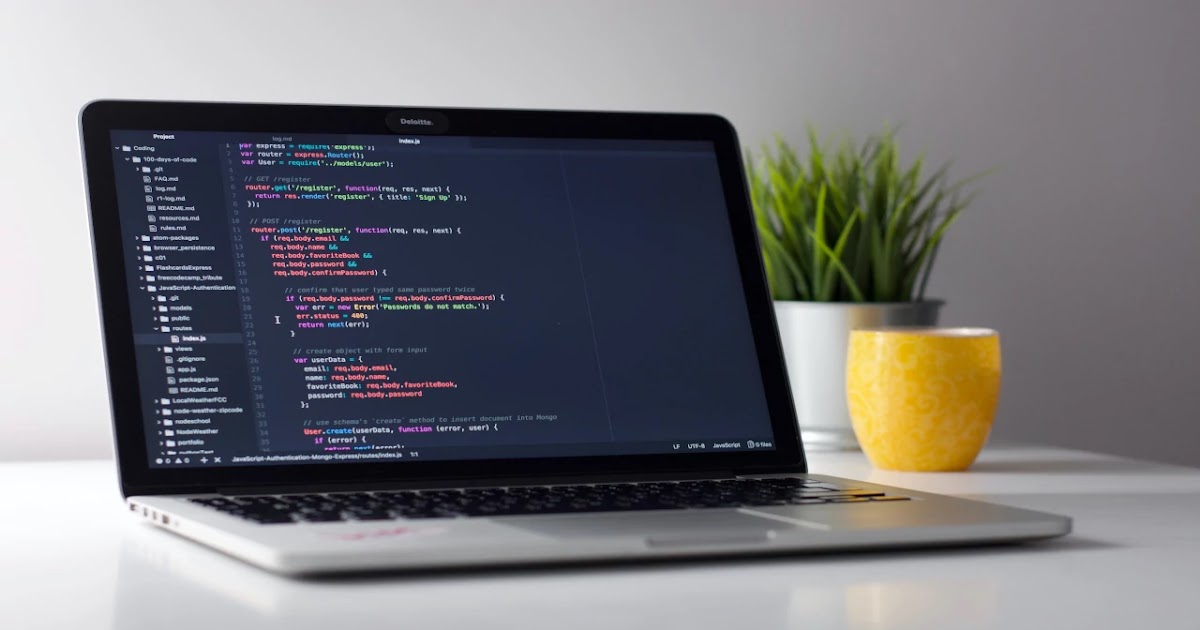 Deloitte.
Project
Coding
100-days-of-code
.git
FAQ.md
log.md
r1-log.md
README.md
resources.md
rules.md
atom-packages
browser_persistence
c01
FlashcardsExpress
freecodecamp_tribute
JavaScript-Authentication
.git
models
public
routes
index.js
views
.gitignore
app.js
package.json
README.md
LocalWeatherFCC
node-weather-zipcode
nodeschool
NodeWeather
portfolio
pythonTest
log.md
index.js
1 var express = require('express');
2 var router = express.Router();
3 var User = require('../models/user');
4
5 // GET /register
6 router.get('/register', function(req, res, next) {
7 return res.render('register', { title: 'Sign Up' });
8 });
9
10 // POST /register
11 router.post('/register', function(req, res, next) {
12 if (req.body.email &&
13 req.body.name &&
14 req.body.favoriteBook &&
15 req.body.password &&
16 req.body.confirmPassword) {
17
18 // confirm that user typed same password twice
19 if (req.body.password !== req.body.confirmPassword) {
20 var err = new Error('Passwords do not match.');
21 err.status = 400;
22 return next(err);
23 }
24
25 // create object with form input
26 var userData = {
27 email: req.body.email,
28 name: req.body.name,
29 favoriteBook: req.body.favoriteBook,
30 password: req.body.password
31 };
32
33 // use schema's `create` method to insert document into Mongo
34 User.create(userData, function (error, user) {
35 if (error) {
return next(error);
0 0 JavaScript-Authentication-Mongo-Express/routes/index.js 1:1 LF UTF-8 JavaScript 0 files